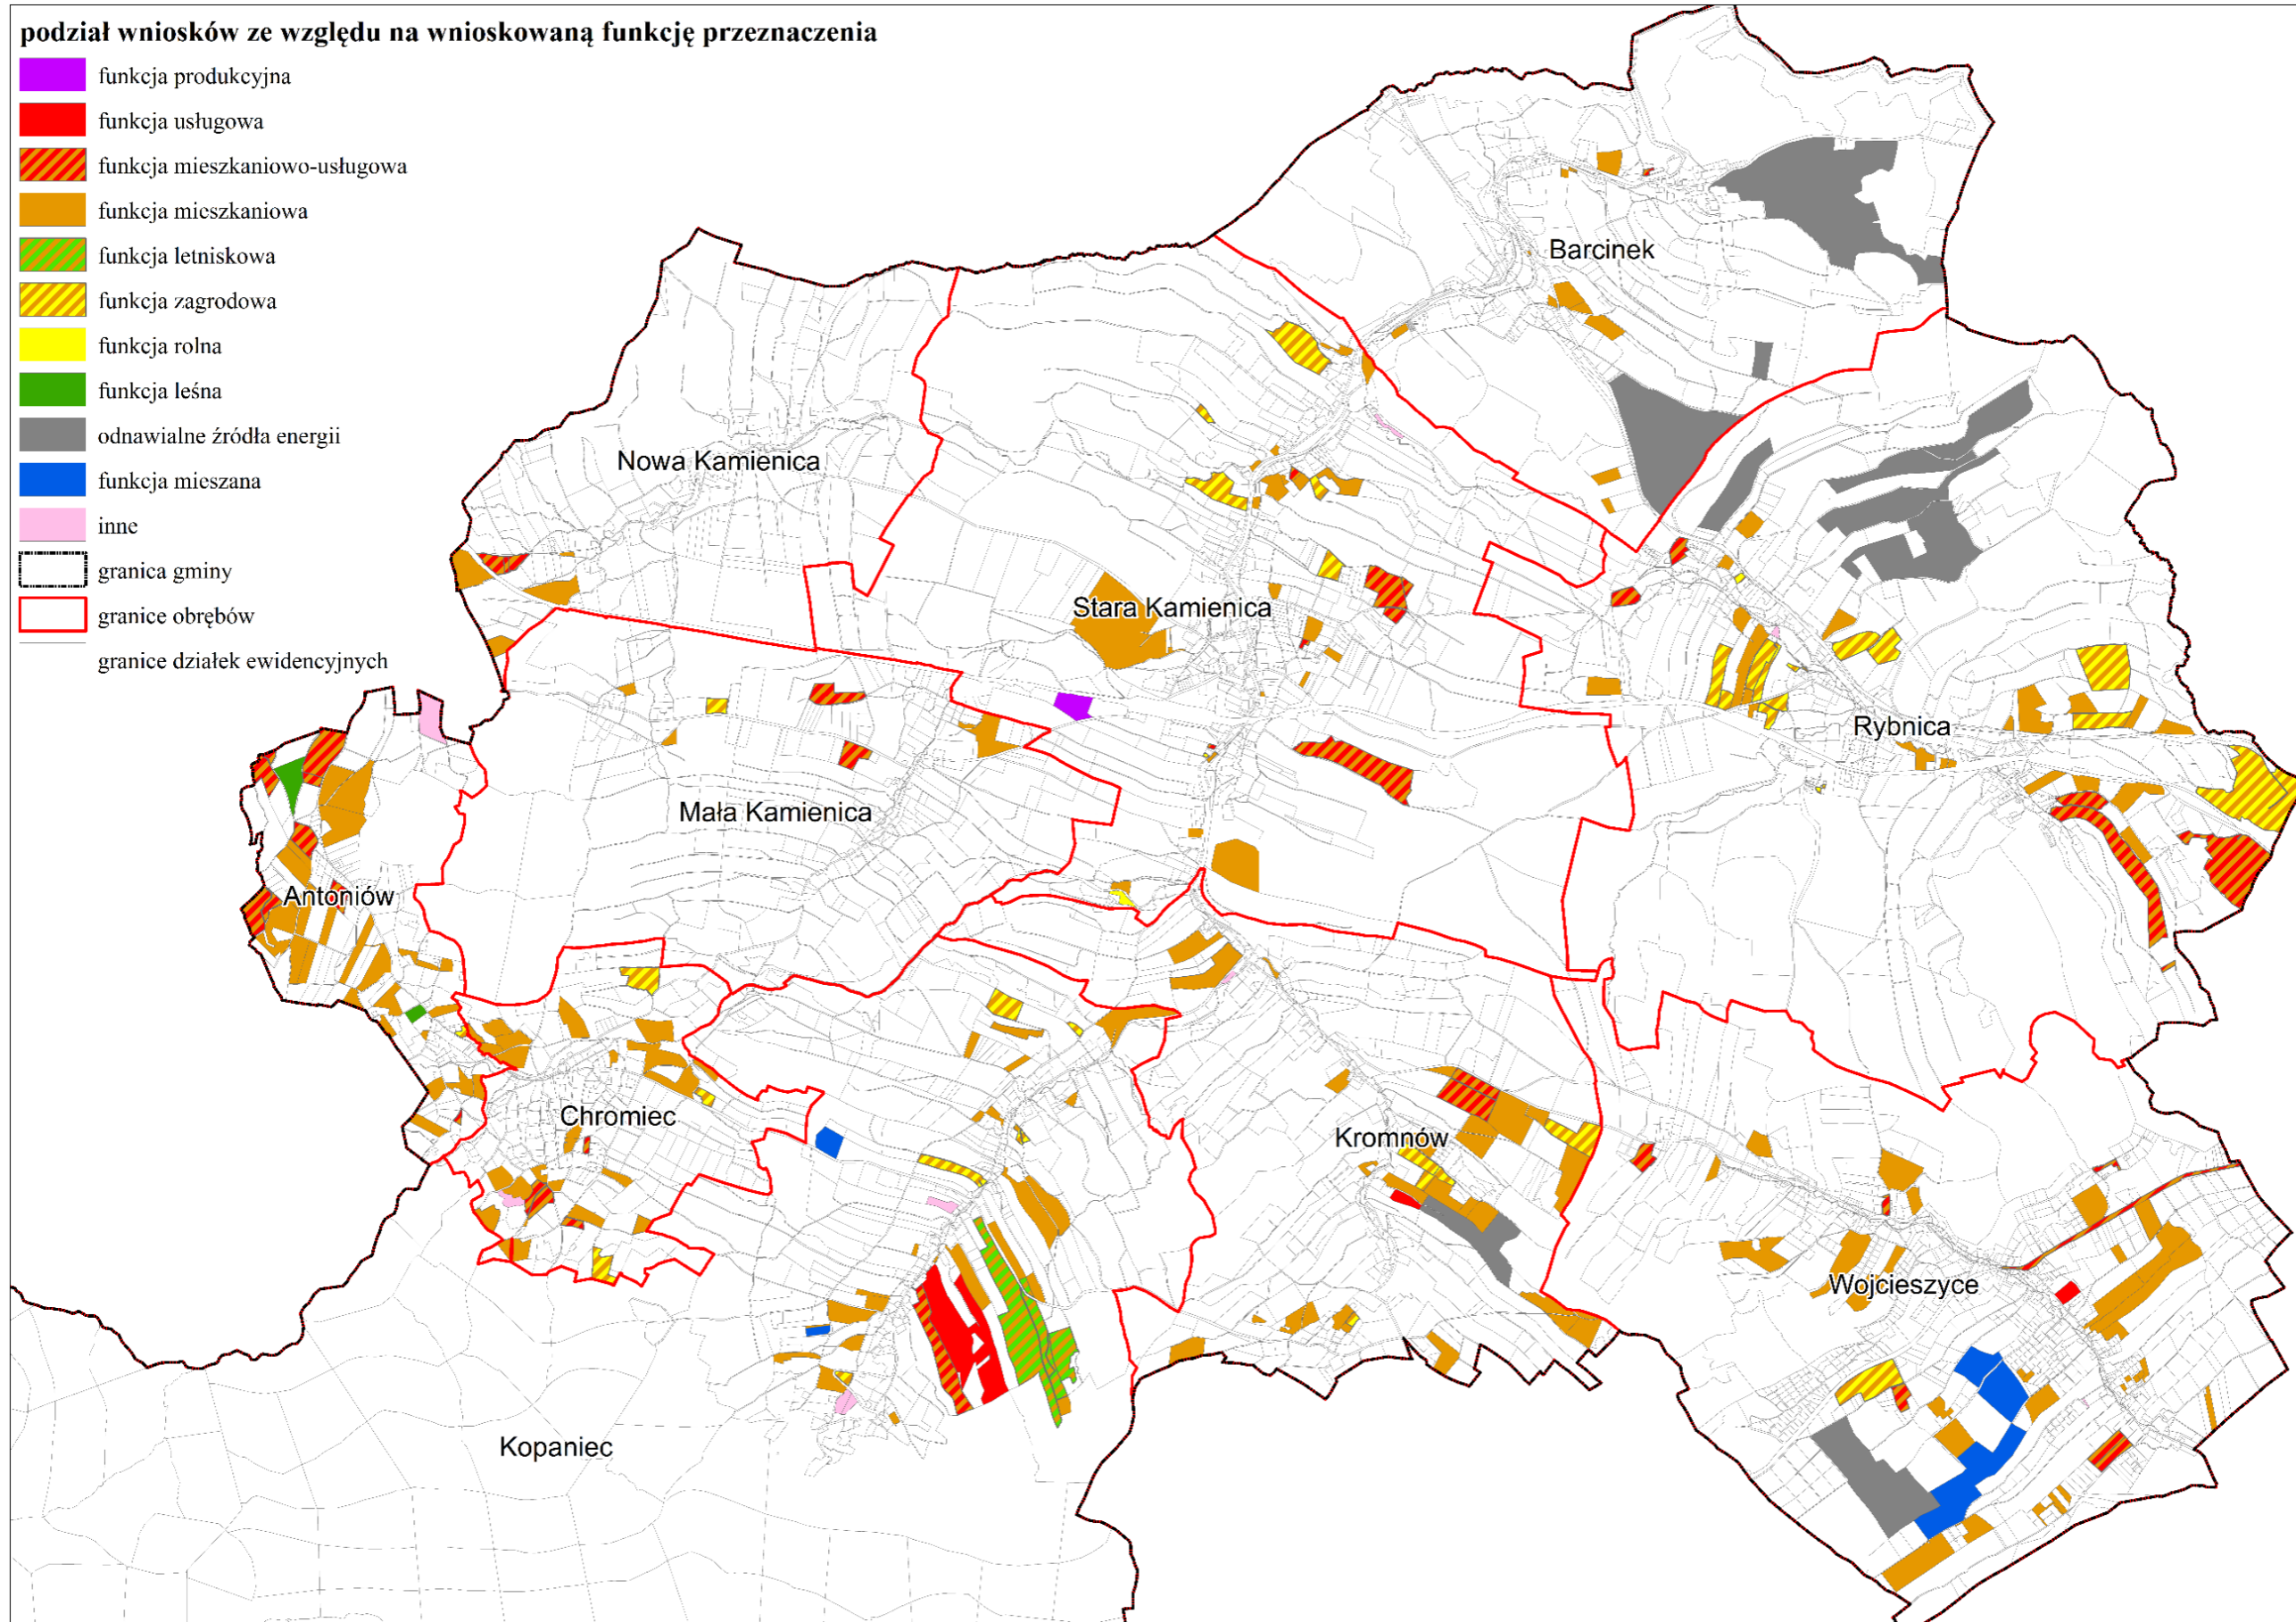 podział wniosków ze względu na wnioskowaną funkcję przeznaczenia
funkcja produkcyjna
funkcja usługowa
funkcja mieszkaniowo-usługowa
funkcja mieszkaniowa
funkcja letniskowa
funkcja zagrodowa
funkcja rolna
funkcja leśna
odnawialne źródła energii
funkcja mieszana
inne
granica gminy
granice obrębów
granice działek ewidencyjnych
Barcinek
Nowa Kamienica
Stara Kamienica
Rybnica
Mała Kamienica
Antoniów
Chromiec
Kromnów
Wojcieszyce
Kopaniec